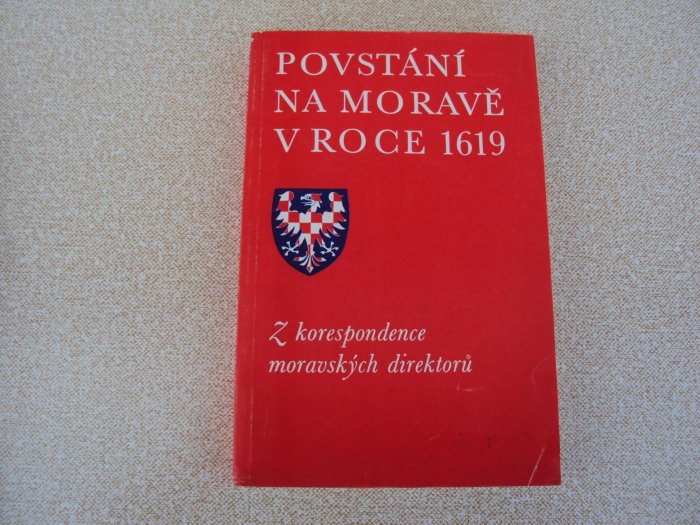 POVSTÁNÍ
NA MORAVĚ
V ROCE 1619
Z korespondence
moravských direktorů